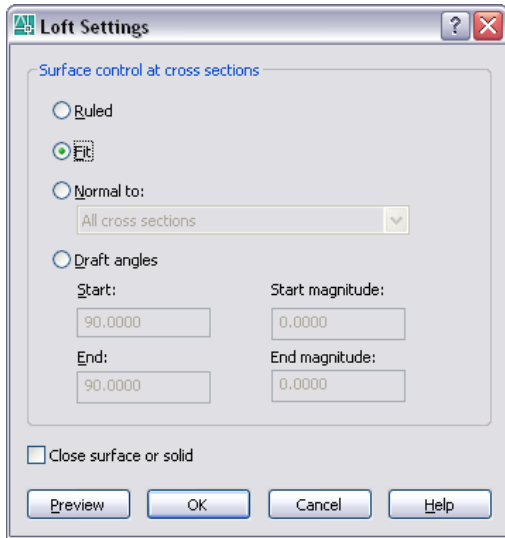 Loft Settings
Surface control at cross sections
Ruled
Fit
Normal to:
All cross sections
Draft angles
Start: Start magnitude:
90.0000 0.0000
End: End magnitude:
90.0000 0.0000
Close surface or solid
Preview OK Cancel Help